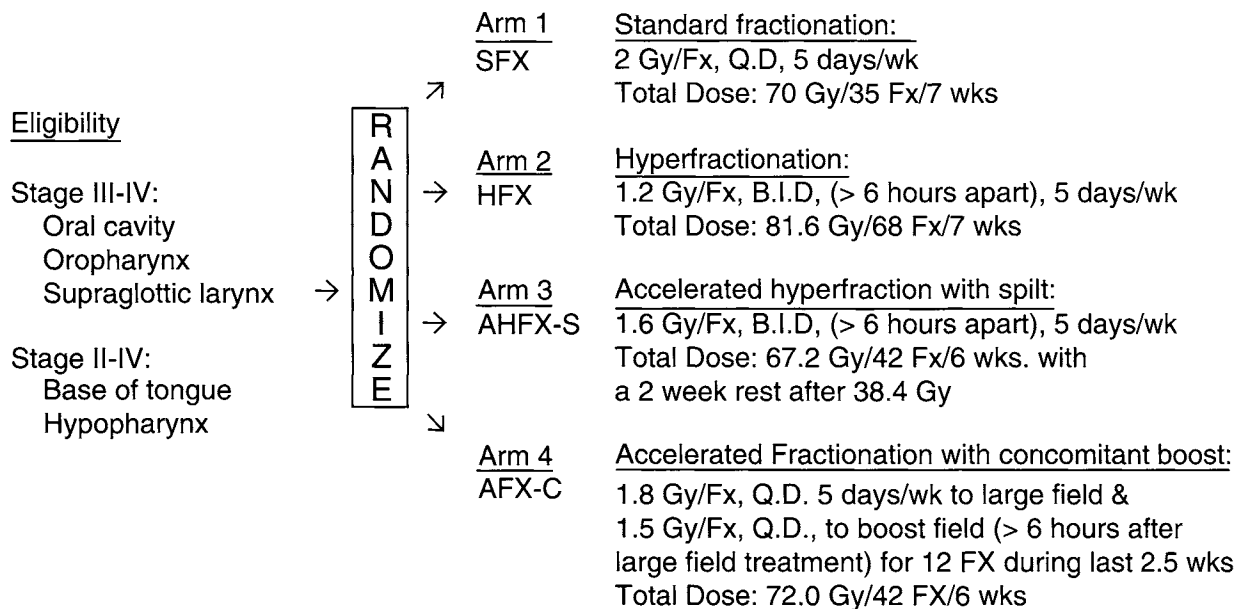 Eligibility
Stage III-IV:
Oral cavity
Oropharynx
Supraglottic larynx
Stage II-IV:
Base of tongue
Hypopharynx
→
RANDOMIZE
↗
Arm 1
SFX
Standard fractionation:
2 Gy/Fx, Q.D, 5 days/wk
Total Dose: 70 Gy/35 Fx/7 wks
→
Arm 2
HFX
Hyperfractionation:
1.2 Gy/Fx, B.I.D, (> 6 hours apart), 5 days/wk
Total Dose: 81.6 Gy/68 Fx/7 wks
→
Arm 3
AHFX-S
Accelerated hyperfraction with spilt:
1.6 Gy/Fx, B.I.D, (> 6 hours apart), 5 days/wk
Total Dose: 67.2 Gy/42 Fx/6 wks. with
a 2 week rest after 38.4 Gy
↘
Arm 4
AFX-C
Accelerated Fractionation with concomitant boost:
1.8 Gy/Fx, Q.D. 5 days/wk to large field &
1.5 Gy/Fx, Q.D., to boost field (> 6 hours after
large field treatment) for 12 FX during last 2.5 wks
Total Dose: 72.0 Gy/42 FX/6 wks